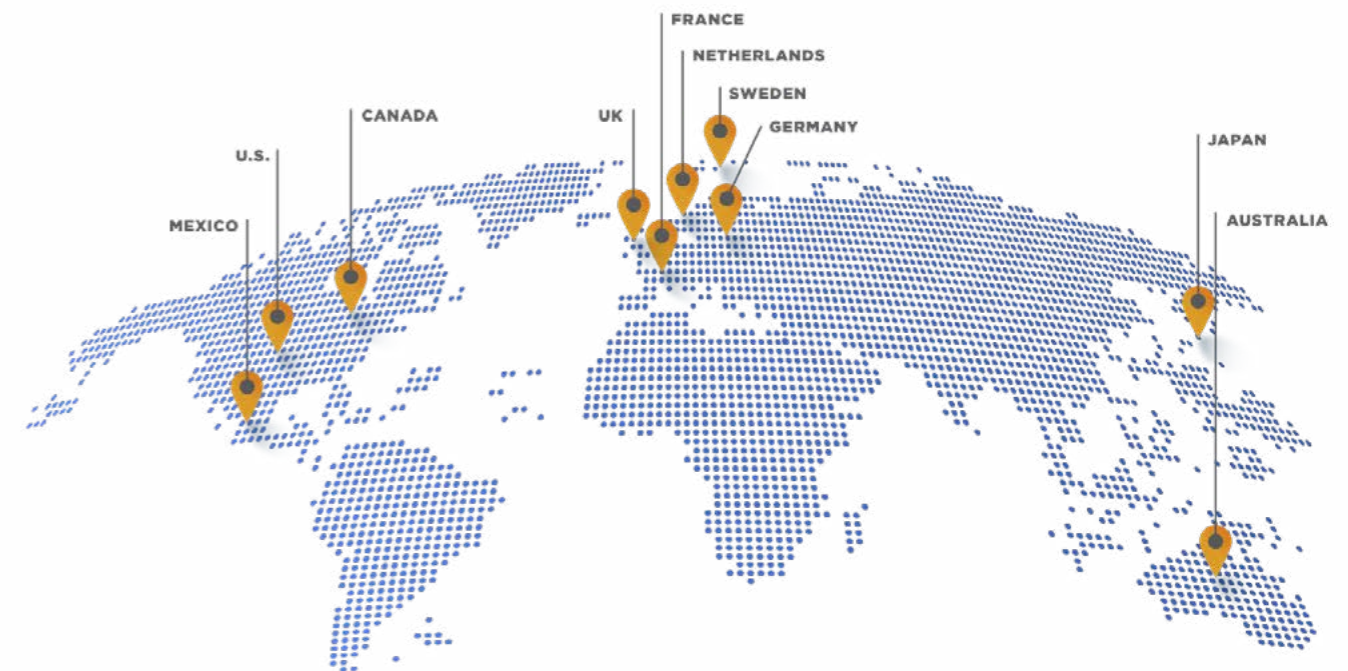 FRANCE
NETHERLANDS
SWEDEN
CANADA
UK
GERMANY
JAPAN
U.S.
AUSTRALIA
MEXICO